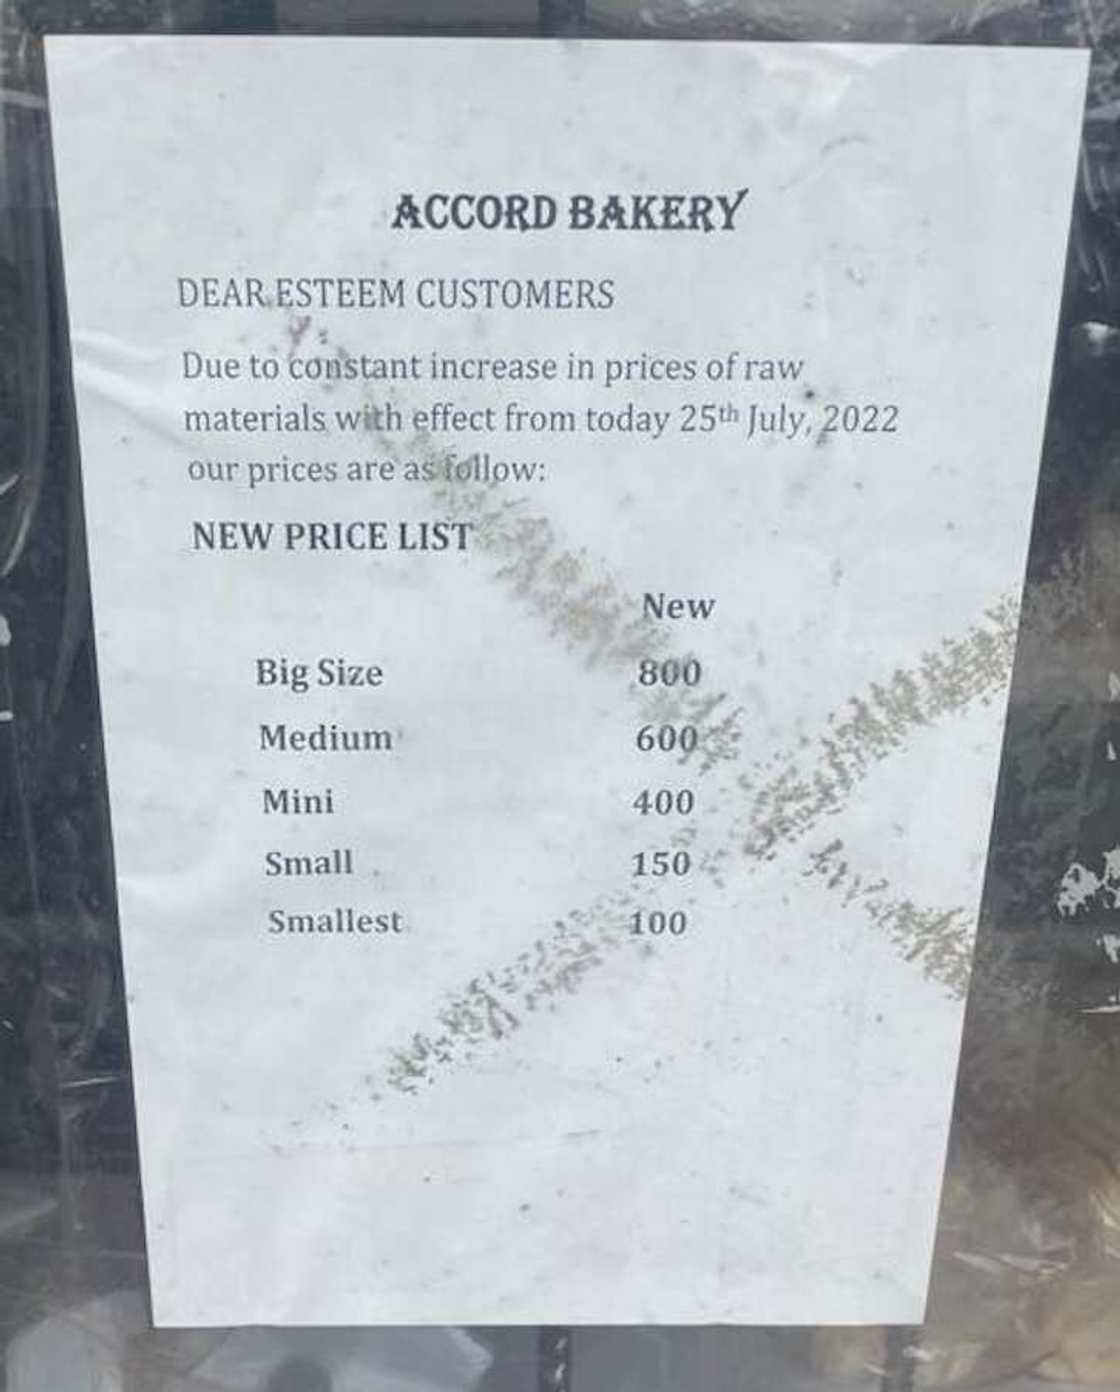 ACCORD BAKERY
DEAR ESTEEM CUSTOMERS
Due to constant increase in prices of raw
materials with effect from today 25th July, 2022
our prices are as follow:
NEW PRICE LIST
New
Big Size 800
Medium 600
Mini 400
Small 150
Smallest 100